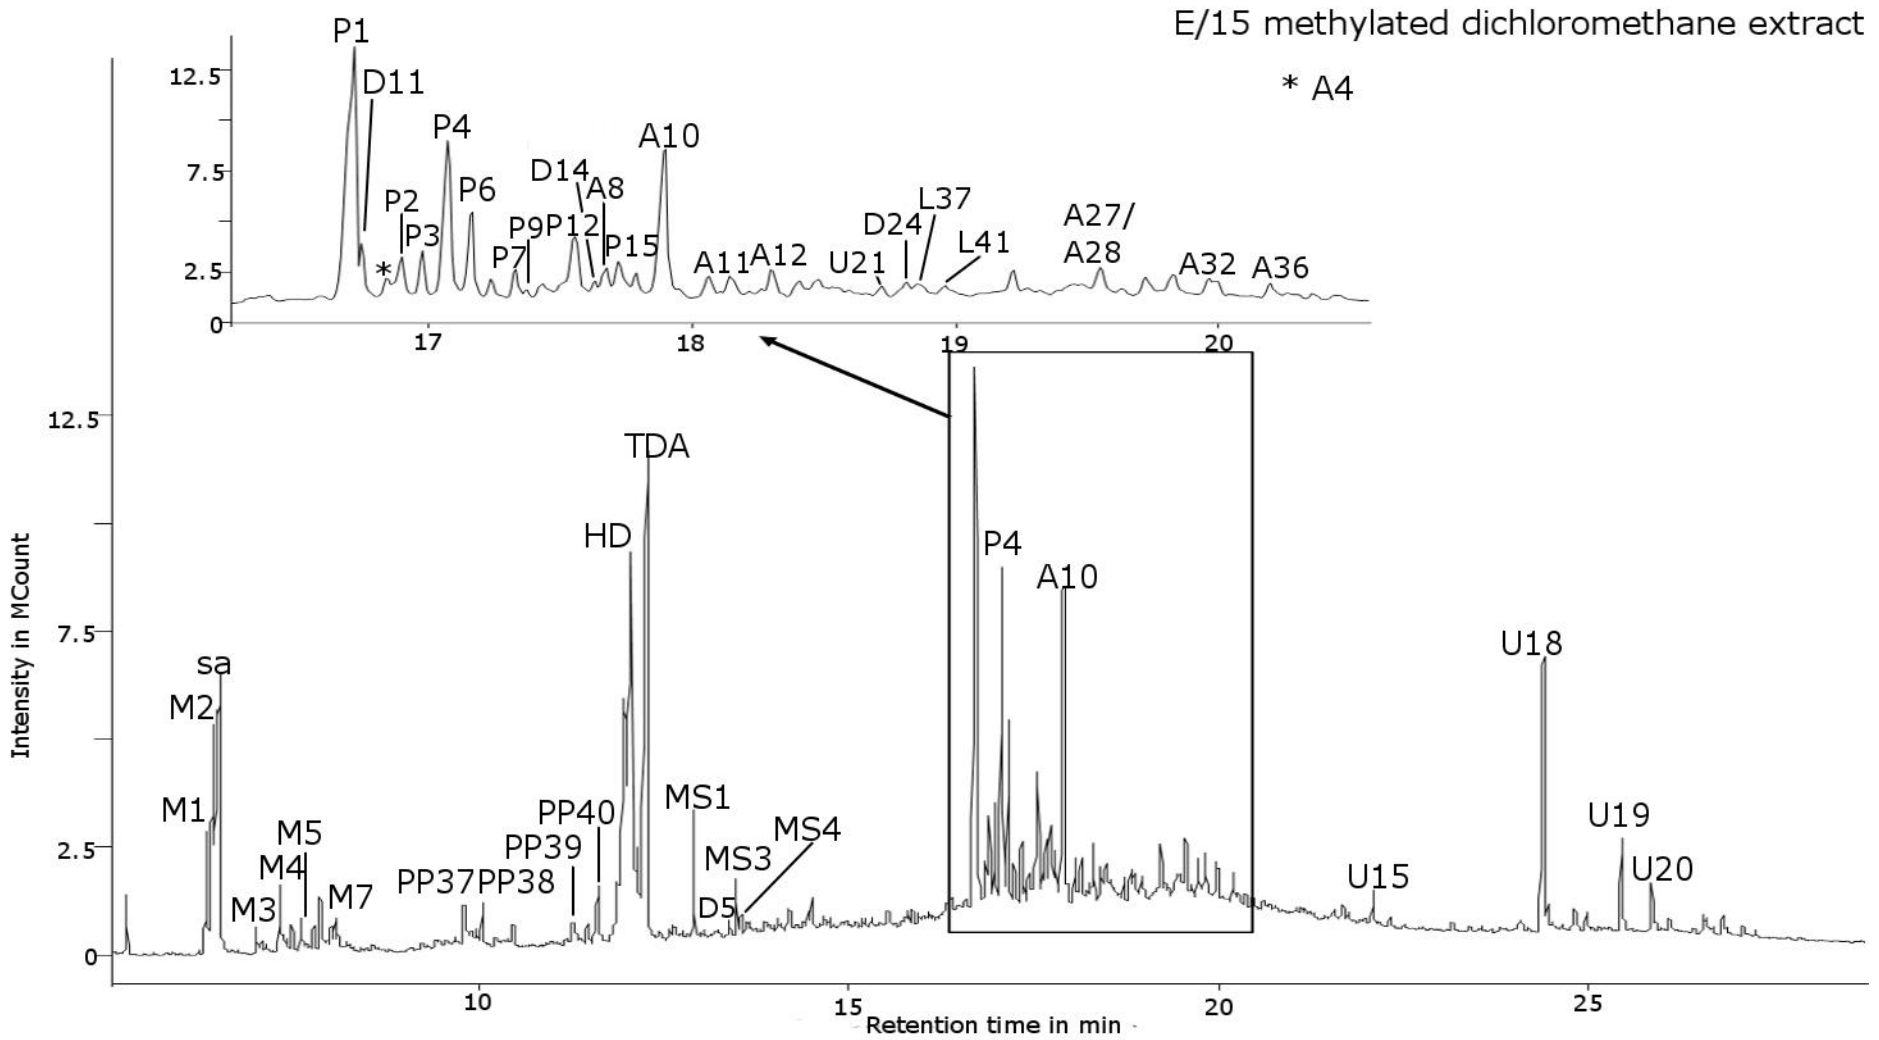 E/15 methylated dichloromethane extract
* A4
P1
D11
P4
P6
P2
P3
*
P7
P9
D14
P12
A8
P15
A10
A11
A12
U21
D24
L37
L41
A27/
A28
A32
A36
12.5
7.5
2.5
0
17
18
19
20
Intensity in MCount
12.5
7.5
2.5
0
M1
M2
sa
M3
M4
M5
M7
PP37
PP38
PP39
PP40
HD
TDA
MS1
MS3
D5
MS4
P4
A10
U15
U18
U19
U20
10
15
20
25
Retention time in min